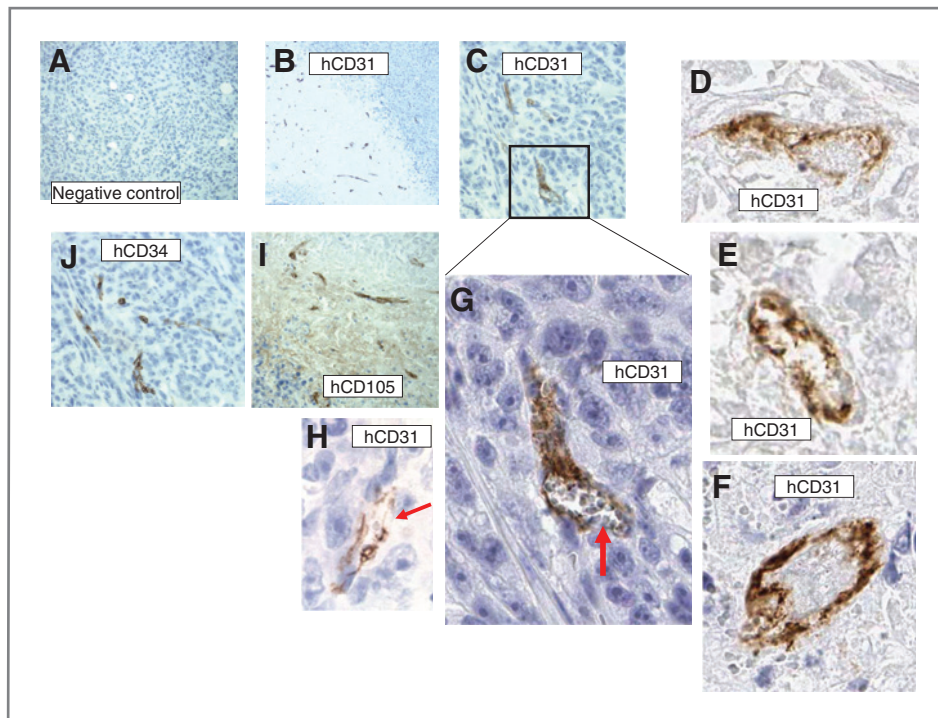 A
Negative control
B
hCD31
C
hCD31
D
hCD31
J
hCD34
I
hCD105
G
hCD31
E
hCD31
H
hCD31
F
hCD31